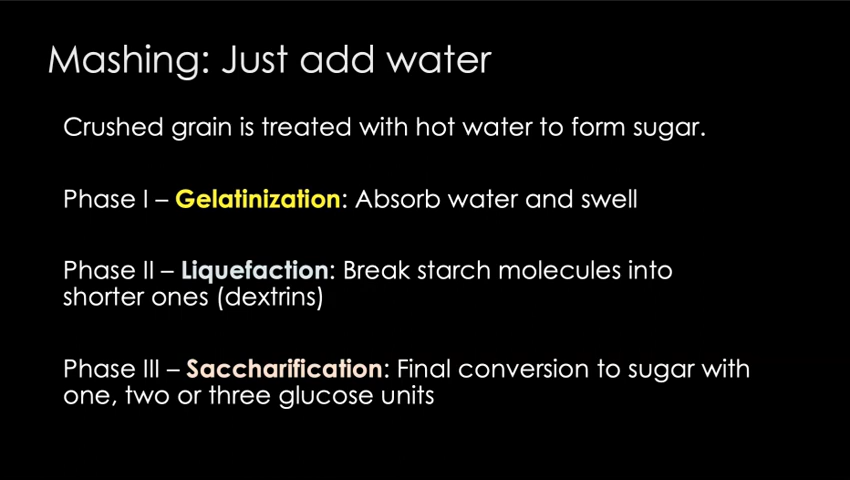 Mashing: Just add water
Crushed grain is treated with hot water to form sugar.
Phase I – Gelatinization: Absorb water and swell
Phase II – Liquefaction: Break starch molecules into
shorter ones (dextrins)
Phase III – Saccharification: Final conversion to sugar with
one, two or three glucose units